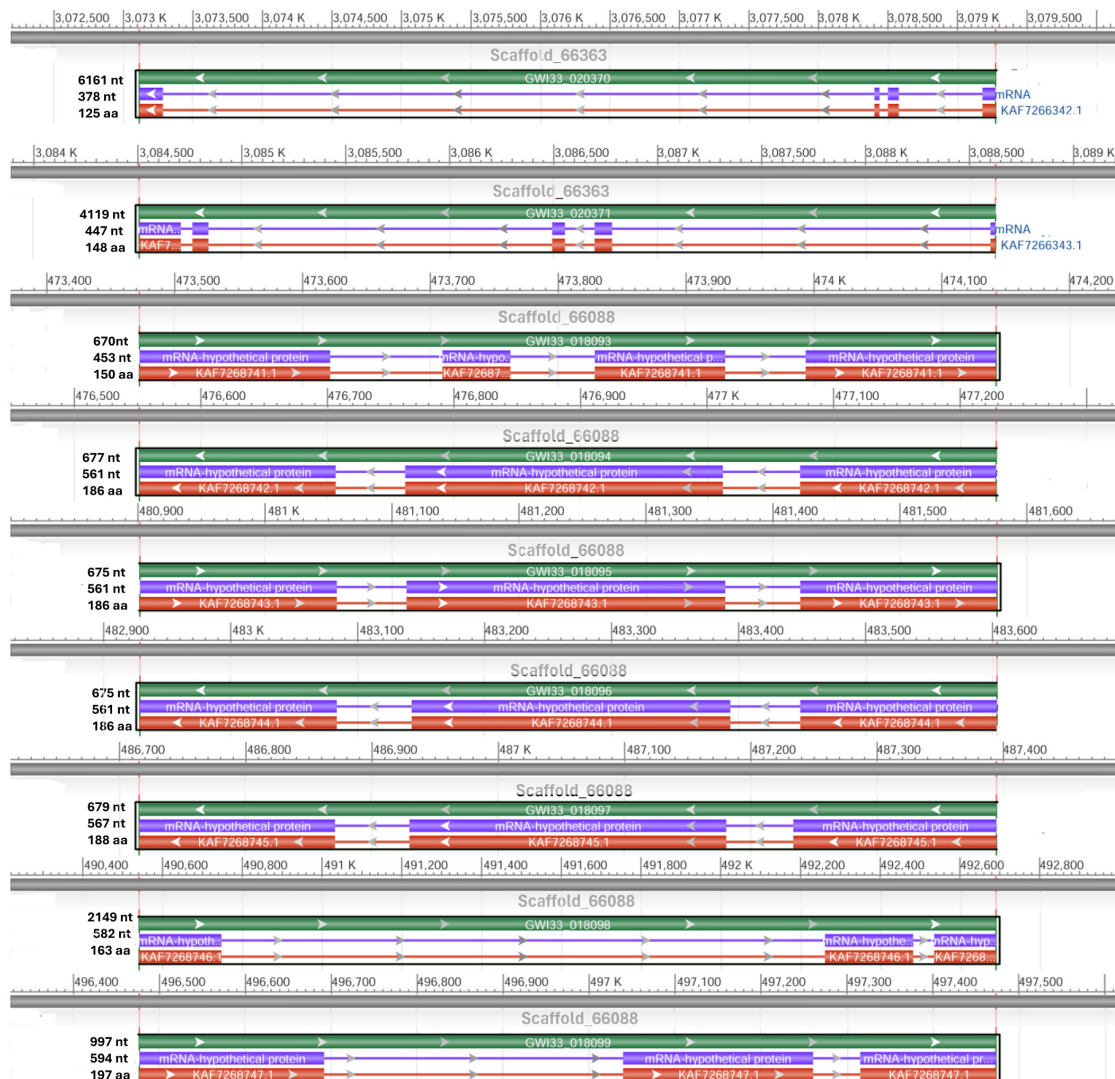 3,072,500 3,073 K 3,073,500 3,074 K 3,074,500 3,075 K 3,075,500 3,076 K 3,076,500 3,077 K 3,077,500 3,078 K 3,078,500 3,079 K 3,079,500
Scaffold_66363
6161 nt GWI33_020370
378 nt mRNA
125 aa KAF7266342.1
3,084 K 3,084,500 3,085 K 3,085,500 3,086 K 3,086,500 3,087 K 3,087,500 3,088 K 3,088,500 3,089 K
Scaffold_66363
4119 nt GWI33_020371
447 nt mRNA... mRNA
148 aa KAF7... KAF7266343.1
473,400 473,500 473,600 473,700 473,800 473,900 474 K 474,100 474,200
Scaffold_66088
670nt GWI33_018093
453 nt mRNA-hypothetical protein mRNA-hypo... mRNA-hypothetical p... mRNA-hypothetical protein
150 aa KAF7268741.1 KAF72687... KAF7268741.1 KAF7268741.1
476,500 476,600 476,700 476,800 476,900 477 K 477,100 477,200
Scaffold_66088
677 nt GWI33_018094
561 nt mRNA-hypothetical protein mRNA-hypothetical protein mRNA-hypothetical protein
186 aa KAF7268742.1 KAF7268742.1 KAF7268742.1
480,900 481 K 481,100 481,200 481,300 481,400 481,500 481,600
Scaffold_66088
675 nt GWI33_018095
561 nt mRNA-hypothetical protein mRNA-hypothetical protein mRNA-hypothetical protein
186 aa KAF7268743.1 KAF7268743.1 KAF7268743.1
482,900 483 K 483,100 483,200 483,300 483,400 483,500 483,600
Scaffold_66088
675 nt GWI33_018096
561 nt mRNA-hypothetical protein mRNA-hypothetical protein mRNA-hypothetical protein
186 aa KAF7268744.1 KAF7268744.1 KAF7268744.1
486,700 486,800 486,900 487 K 487,100 487,200 487,300 487,400
Scaffold_66088
679 nt GWI33_018097
567 nt mRNA-hypothetical protein mRNA-hypothetical protein mRNA-hypothetical protein
188 aa KAF7268745.1 KAF7268745.1 KAF7268745.1
490,400 490,600 490,800 491 K 491,200 491,400 491,600 491,800 492 K 492,200 492,400 492,600 492,800
Scaffold_66088
2149 nt GWI33_018098
582 nt mRNA-hypoth... mRNA-hypothe... mRNA-hyp...
163 aa KAF7268746.1 KAF7268746.1 KAF7268...
496,400 496,500 496,600 496,700 496,800 496,900 497 K 497,100 497,200 497,300 497,400 497,500
Scaffold_66088
997 nt GWI33_018099
594 nt mRNA-hypothetical protein mRNA-hypothetical protein mRNA-hypothetical pr...
197 aa KAF7268747.1 KAF7268747.1 KAF7268747.1